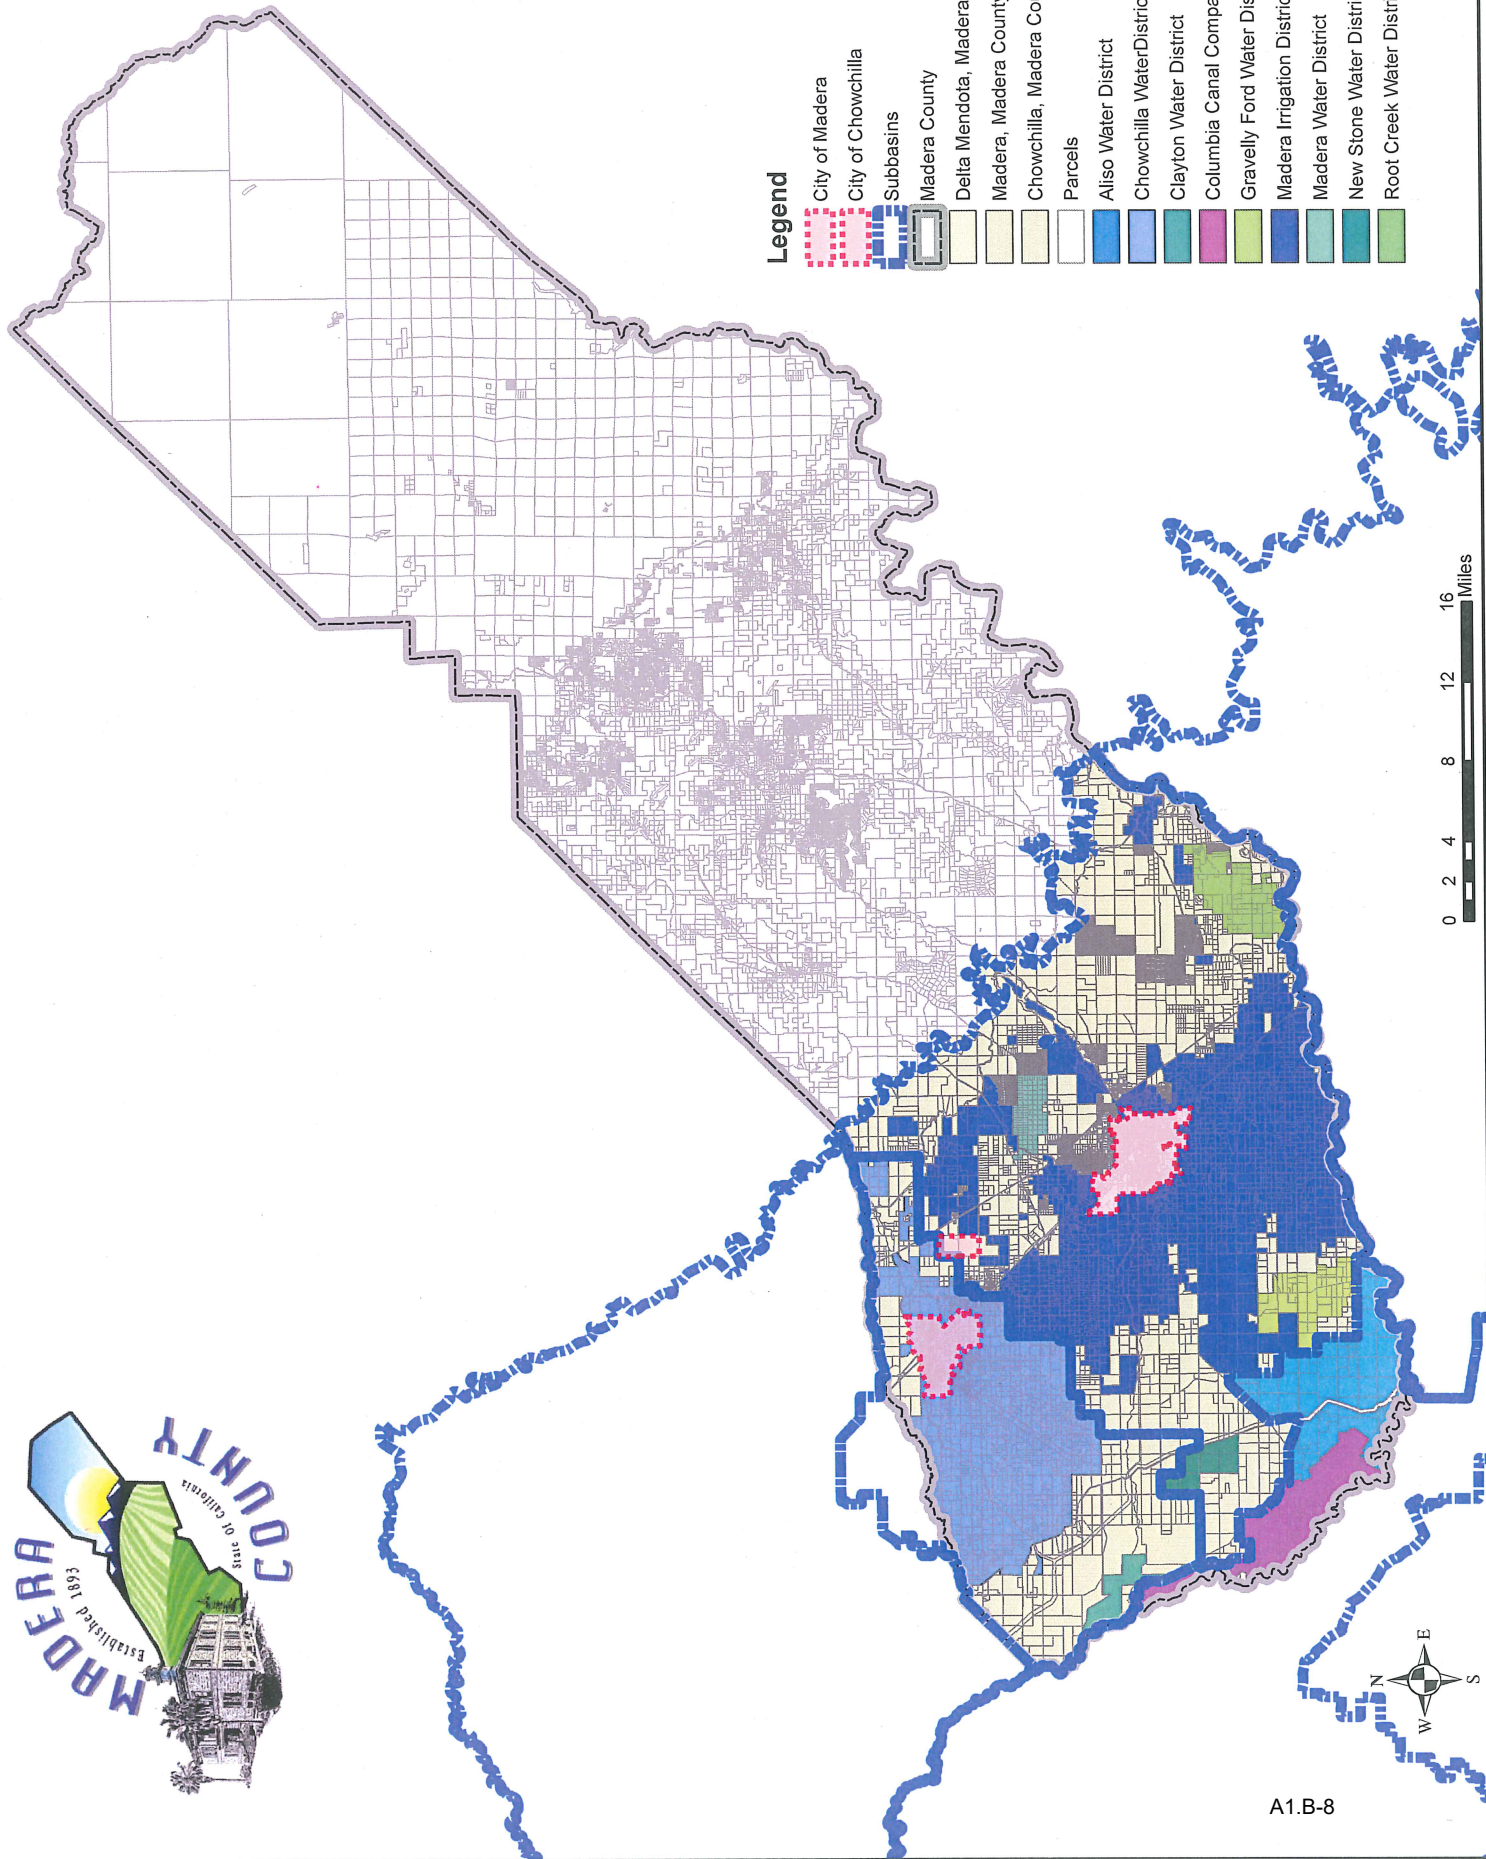 MADERA
Established 1893
State of California
COUNTY
Legend
City of Madera
City of Chowchilla
Subbasins
Madera County
Delta Mendota, Madera
Madera, Madera County
Chowchilla, Madera Co
Parcels
Aliso Water District
Chowchilla WaterDistric
Clayton Water District
Columbia Canal Compa
Gravelly Ford Water Dis
Madera Irrigation Distric
Madera Water District
New Stone Water Distri
Root Creek Water Distri
N
W
E
S
0 2 4 8 12 16
Miles
A1.B-8